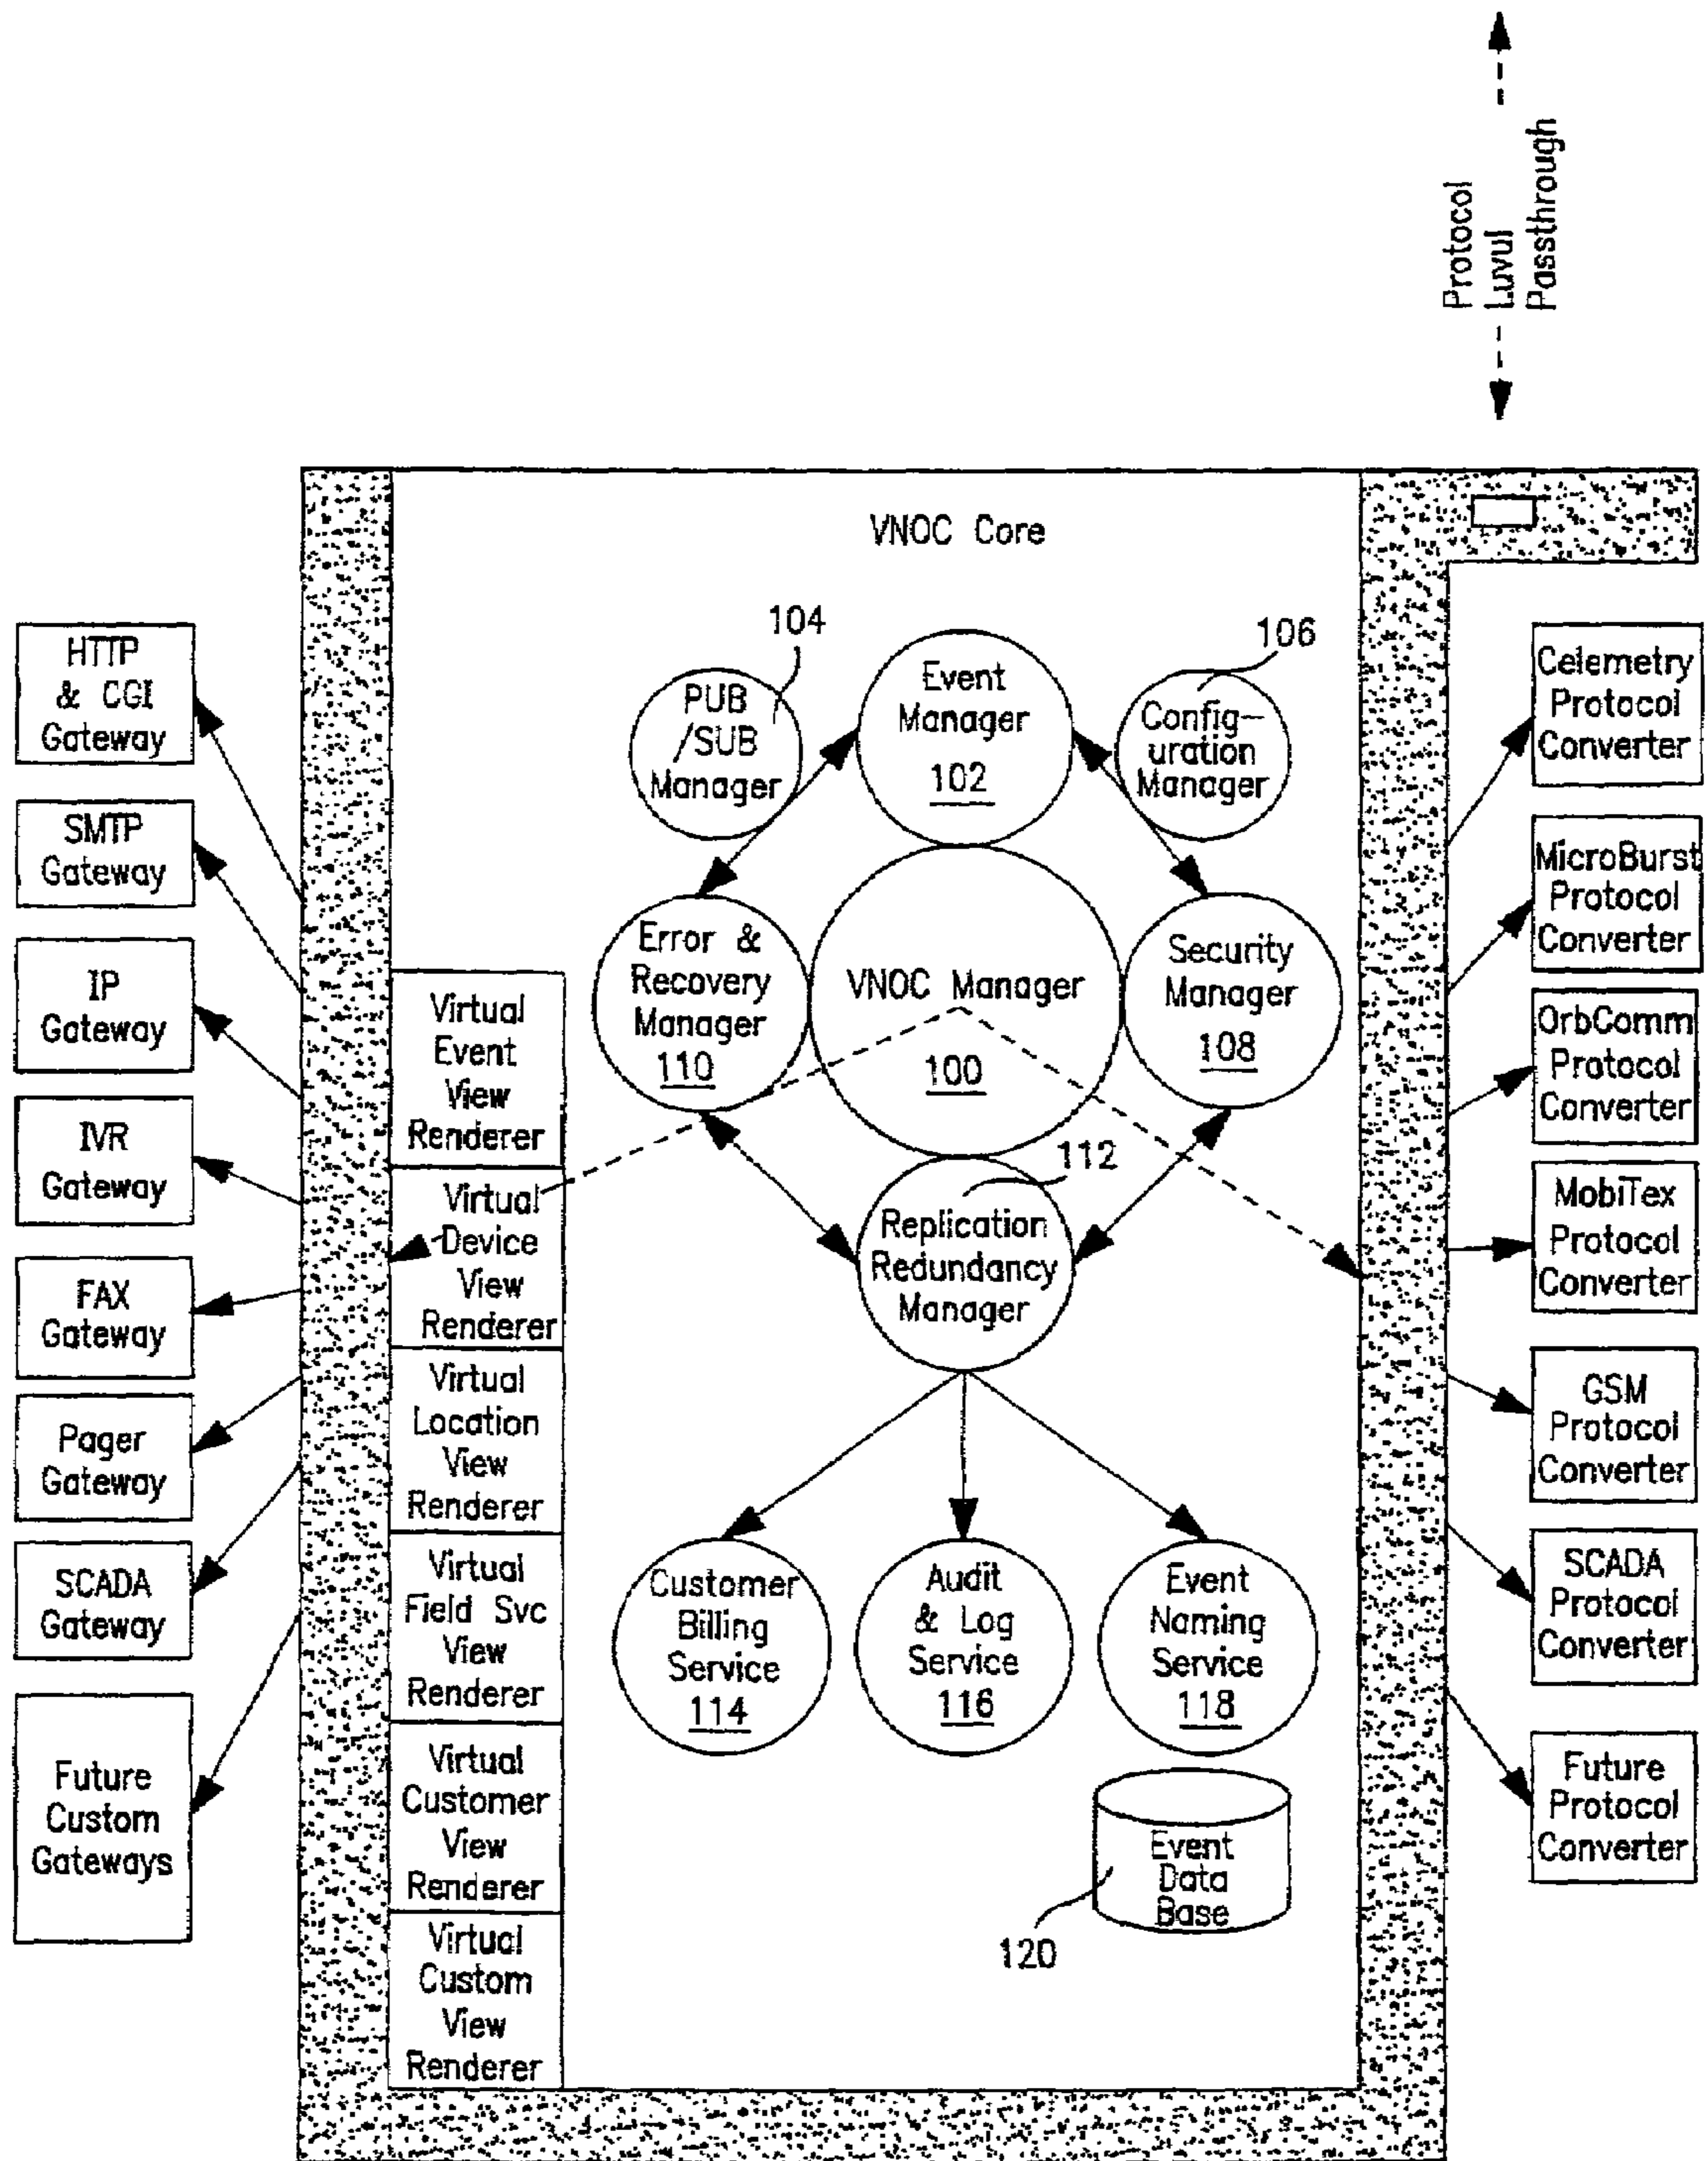 Protocol
Luvul
Passthrough
VNOC Core
HTTP
& CGI
Gateway
SMTP
Gateway
IP
Gateway
IVR
Gateway
FAX
Gateway
Pager
Gateway
SCADA
Gateway
Future
Custom
Gateways
Virtual
Event
View
Renderer
Virtual
Device
View
Renderer
Virtual
Location
View
Renderer
Virtual
Field Svc
View
Renderer
Virtual
Customer
View
Renderer
Virtual
Custom
View
Renderer
104
PUB
/SUB
Manager
Event
Manager
102
106
Config-
uration
Manager
Error &
Recovery
Manager
110
VNOC Manager
100
Security
Manager
108
112
Replication
Redundancy
Manager
Customer
Billing
Service
114
Audit
& Log
Service
116
Event
Naming
Service
118
Event
Data
Base
120
Celemetry
Protocol
Converter
MicroBurst
Protocol
Converter
OrbComm
Protocol
Converter
MobiTex
Protocol
Converter
GSM
Protocol
Converter
SCADA
Protocol
Converter
Future
Protocol
Converter